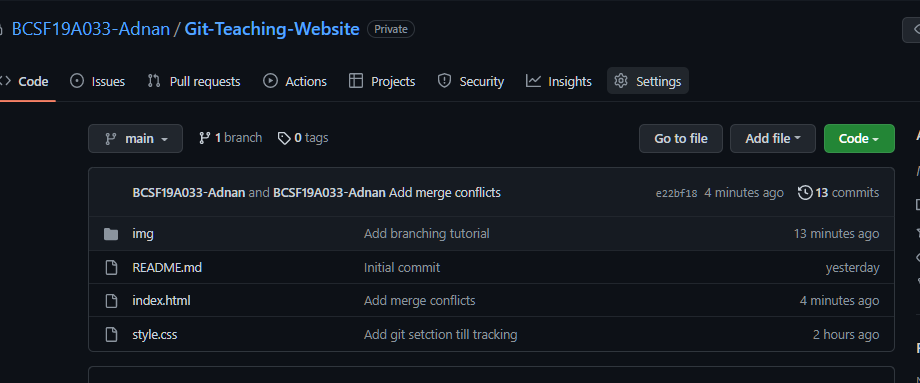 BCSF19A033-Adnan / Git-Teaching-Website Private
Code Issues Pull requests Actions Projects Security Insights Settings
main 1 branch 0 tags Go to file Add file Code
BCSF19A033-Adnan and BCSF19A033-Adnan Add merge conflicts e22bf18 4 minutes ago 13 commits
img Add branching tutorial 13 minutes ago
README.md Initial commit yesterday
index.html Add merge conflicts 4 minutes ago
style.css Add git setction till tracking 2 hours ago